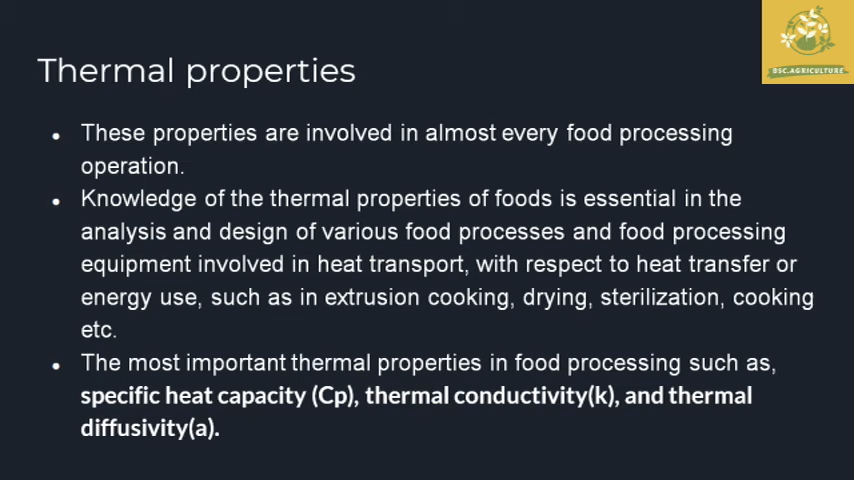 BSC.AGRICULTURE
Thermal properties
• These properties are involved in almost every food processing
operation.
• Knowledge of the thermal properties of foods is essential in the
analysis and design of various food processes and food processing
equipment involved in heat transport, with respect to heat transfer or
energy use, such as in extrusion cooking, drying, sterilization, cooking
etc.
• The most important thermal properties in food processing such as,
specific heat capacity (Cp), thermal conductivity(k), and thermal
diffusivity(a).